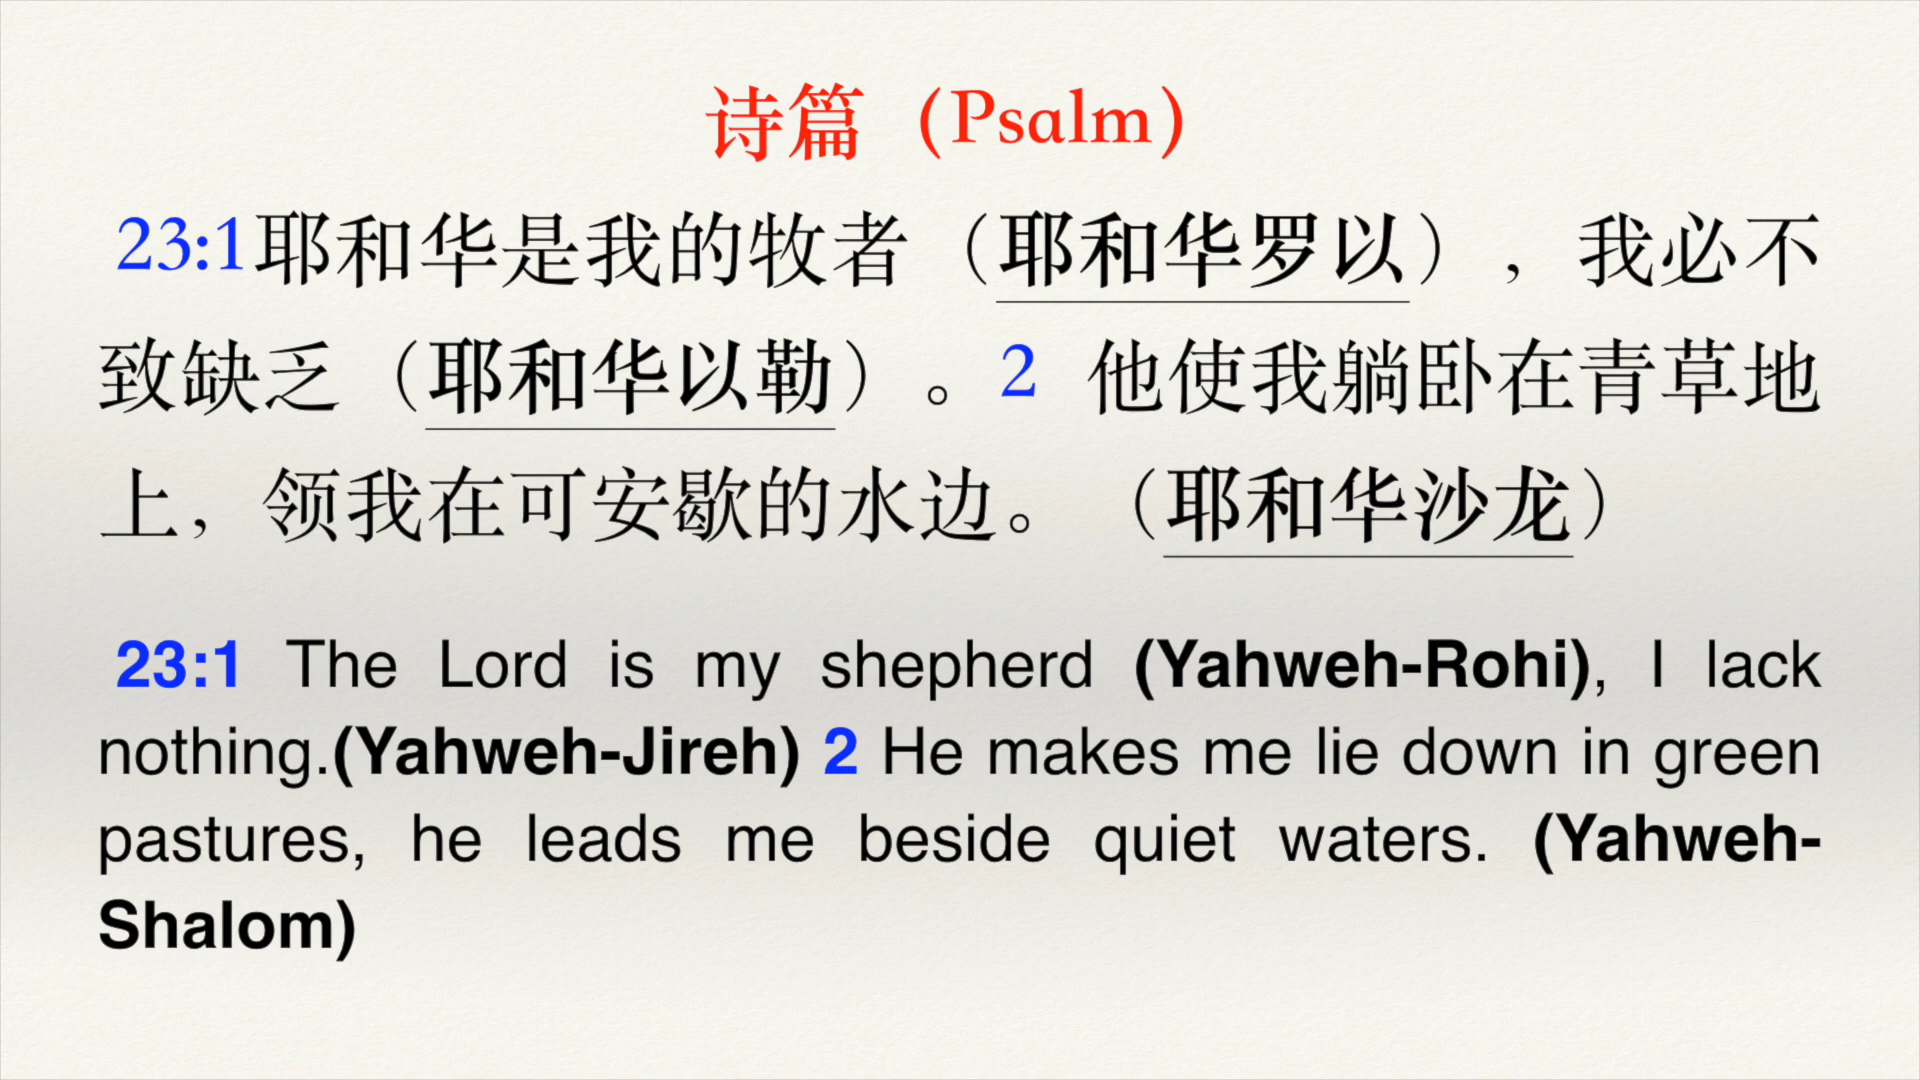 诗篇（Psalm）
23:1耶和华是我的牧者（耶和华罗以），我必不
致缺乏（耶和华以勒）。2 他使我躺卧在青草地
上，领我在可安歇的水边。（耶和华沙龙）
23:1 The Lord is my shepherd (Yahweh-Rohi), I lack
nothing.(Yahweh-Jireh) 2 He makes me lie down in green
pastures, he leads me beside quiet waters. (Yahweh-
Shalom)